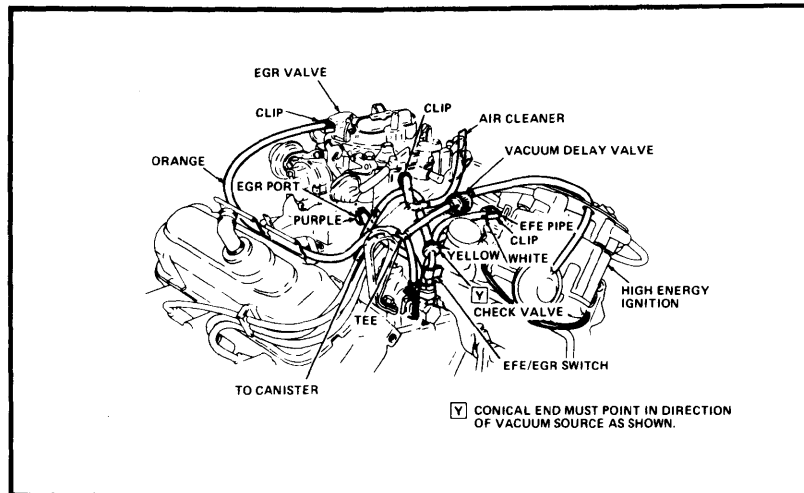 EGR VALVE
CLIP
CLIP
AIR CLEANER
VACUUM DELAY VALVE
ORANGE
EGR PORT
PURPLE
EFE PIPE
CLIP
YELLOW
WHITE
HIGH ENERGY
IGNITION
Y
CHECK VALVE
TEE
EFE/EGR SWITCH
TO CANISTER
Y CONICAL END MUST POINT IN DIRECTION
OF VACUUM SOURCE AS SHOWN.